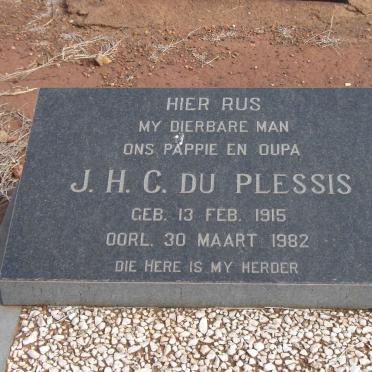 HIER RUS
MY DIERBARE MAN
ONS PAPPIE EN OUPA
J. H. C. DU PLESSIS
GEB. 13 FEB. 1915
OORL. 30 MAART 1982
DIE HERE IS MY HERDER